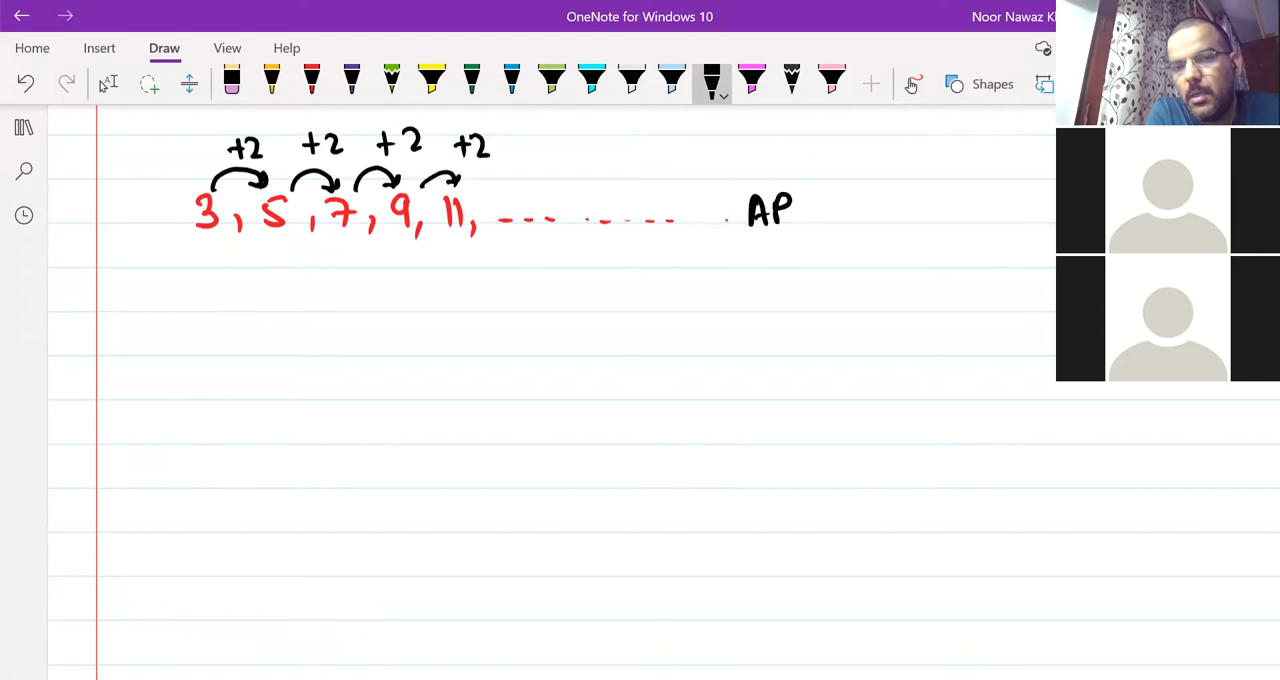 OneNote for Windows 10
Noor Nawaz Kh
Home Insert Draw View Help
Shapes
+2 +2 +2 +2
3, 5, 7, 9, 11, ---- ----- . AP